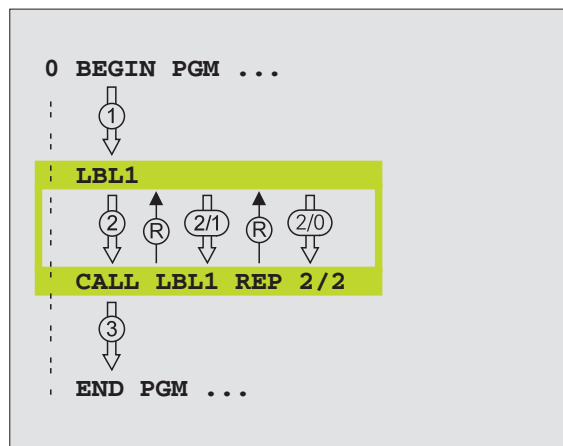 0 BEGIN PGM ...
1
LBL1
2 R 2/1 R 2/0
CALL LBL1 REP 2/2
3
END PGM ...